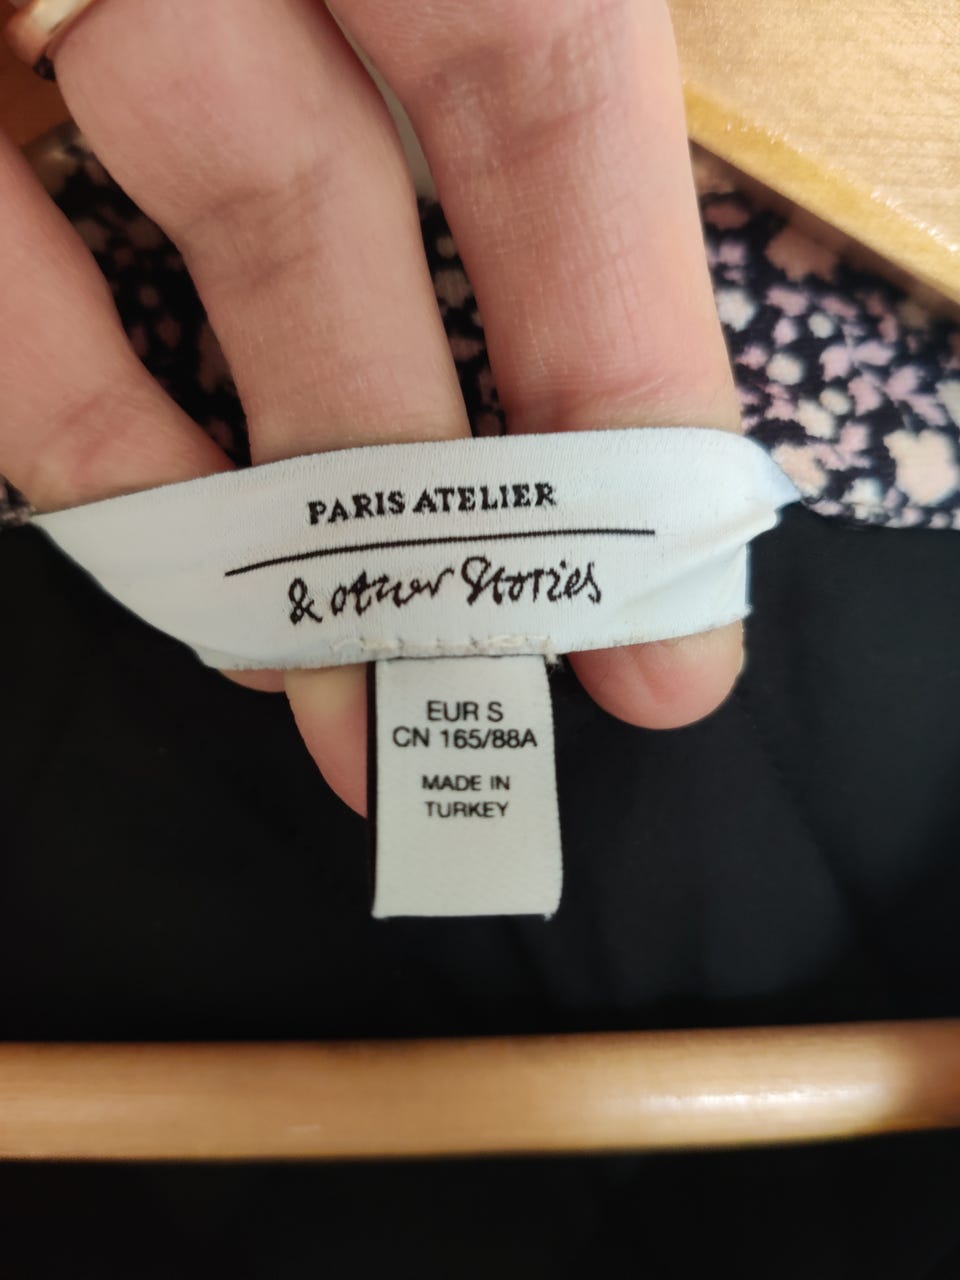 PARIS ATELIER
& other Stories
EUR S
CN 165/88A
MADE IN
TURKEY